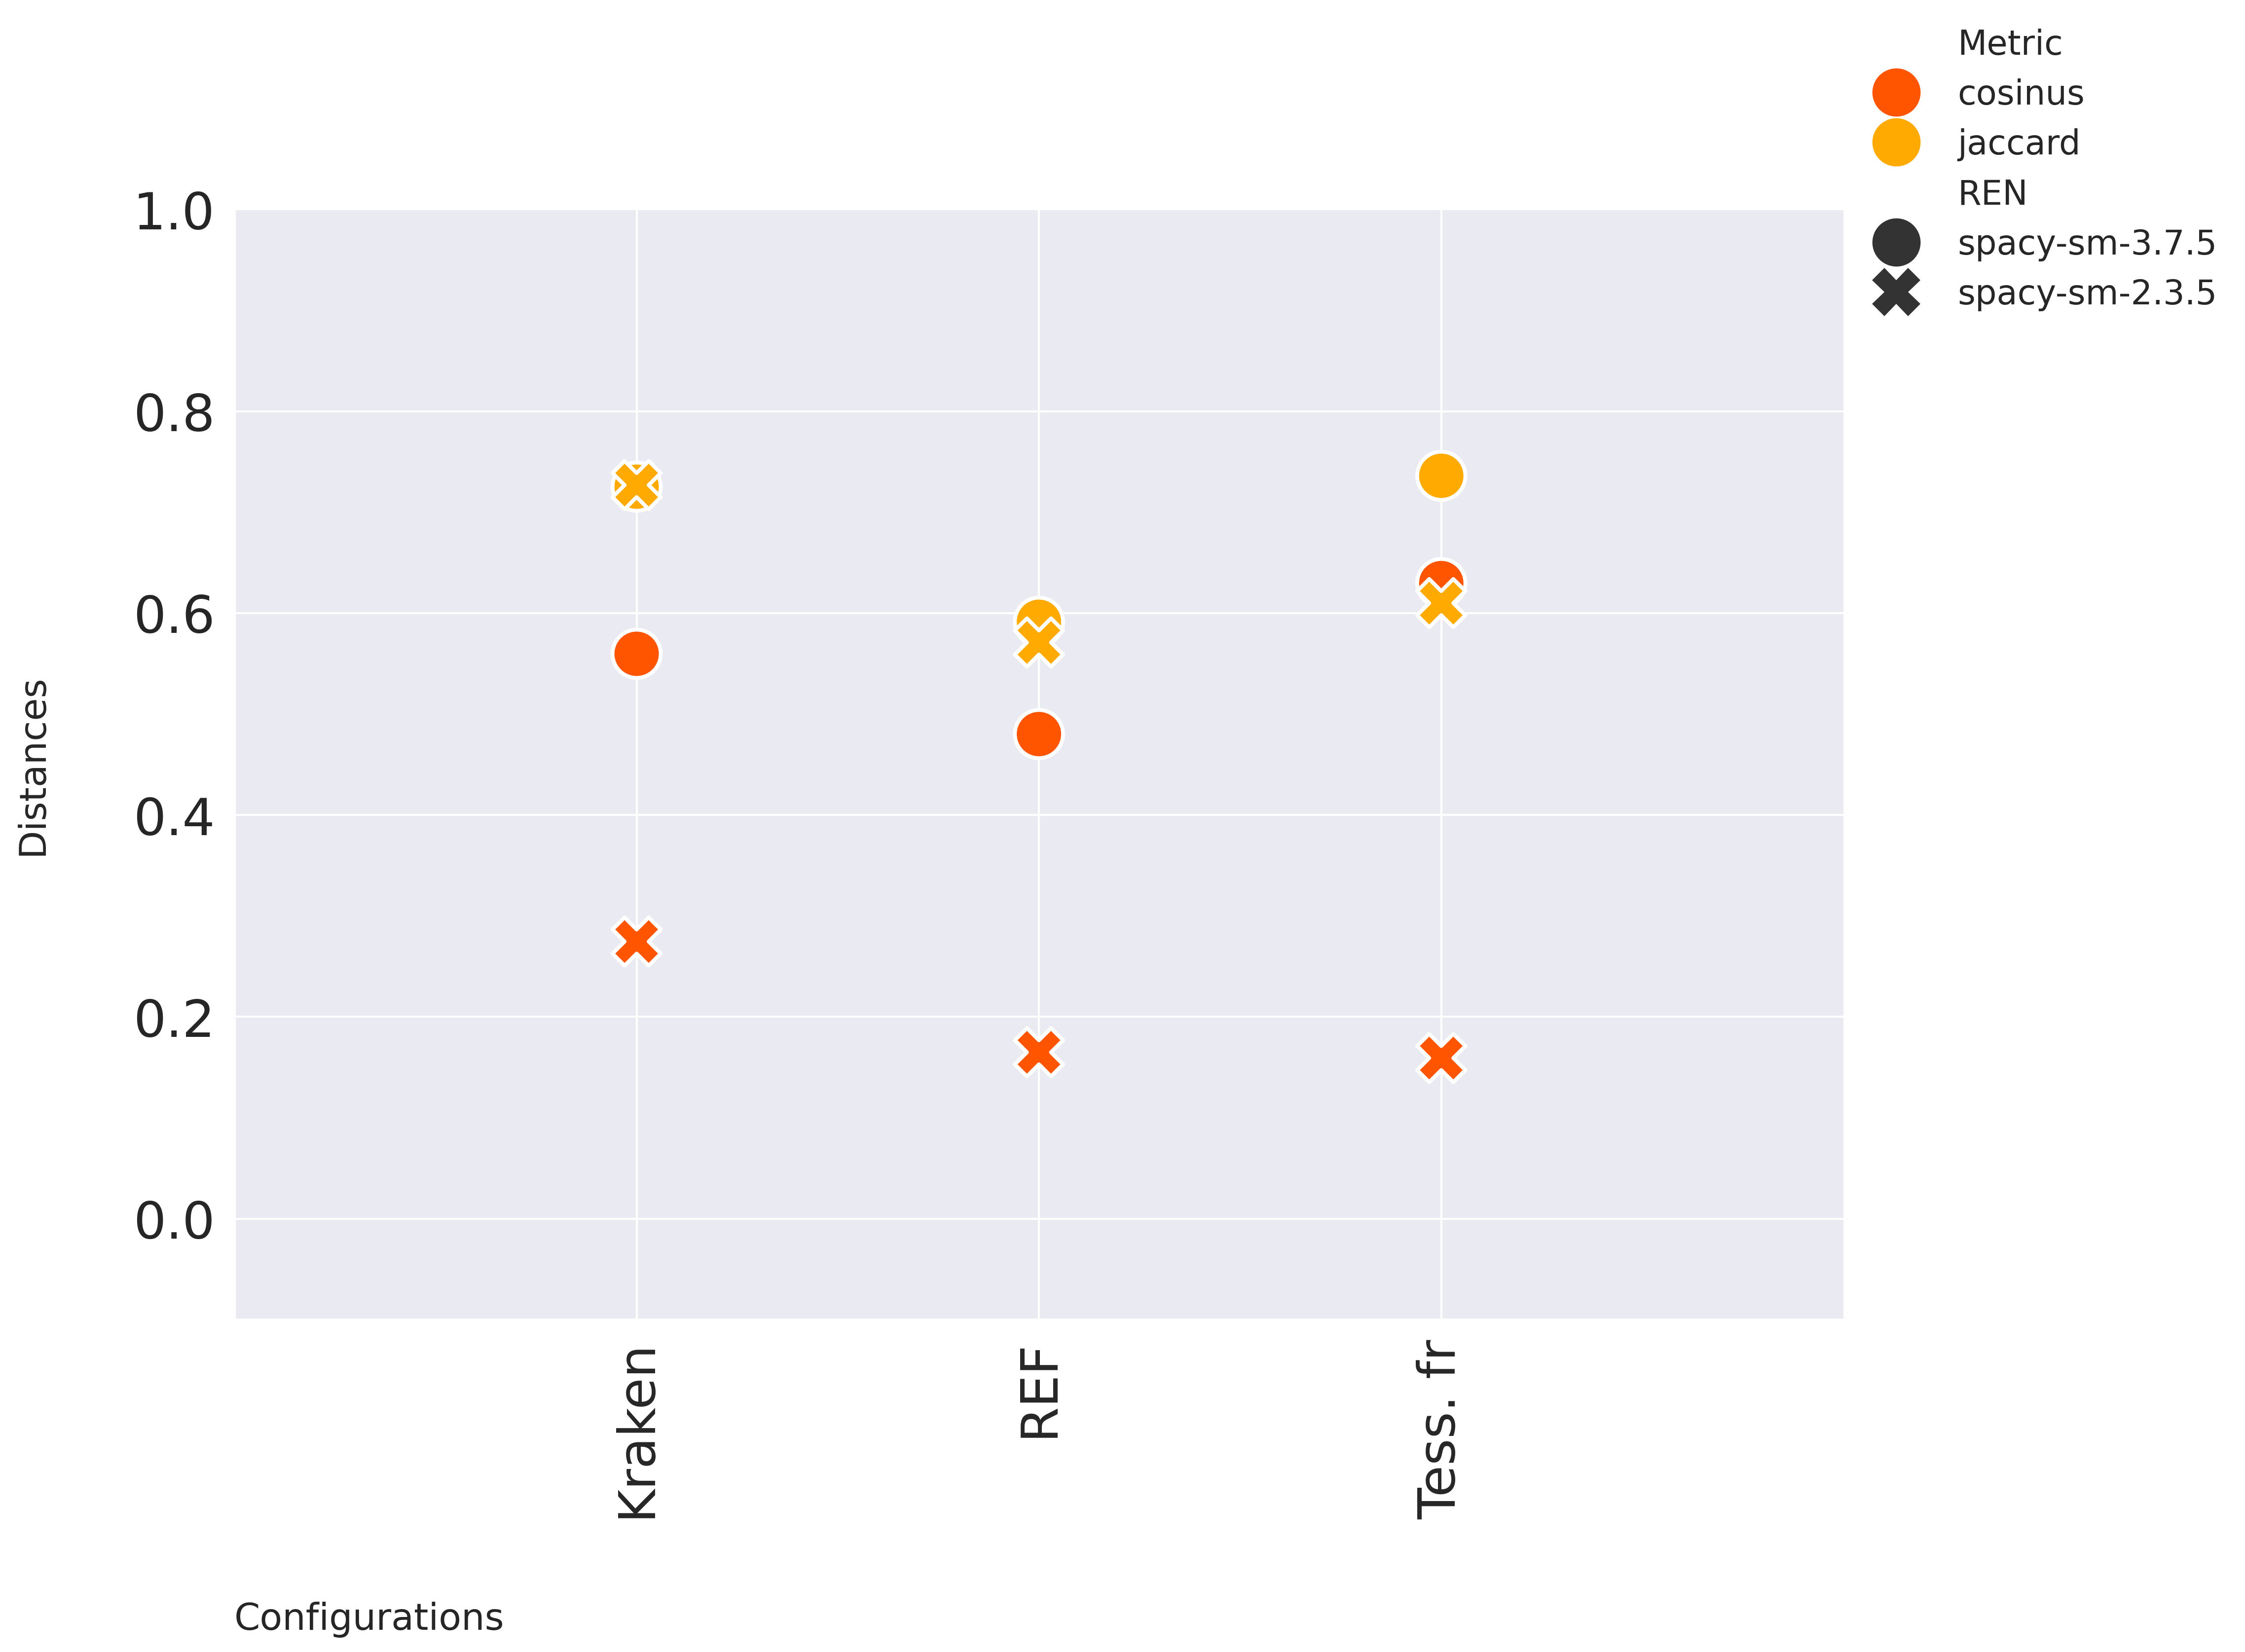 Metric
cosinus
jaccard
REN
spacy-sm-3.7.5
spacy-sm-2.3.5
1.0
0.8
0.6
0.4
0.2
0.0
Distances
Kraken
REF
Tess. fr
Configurations